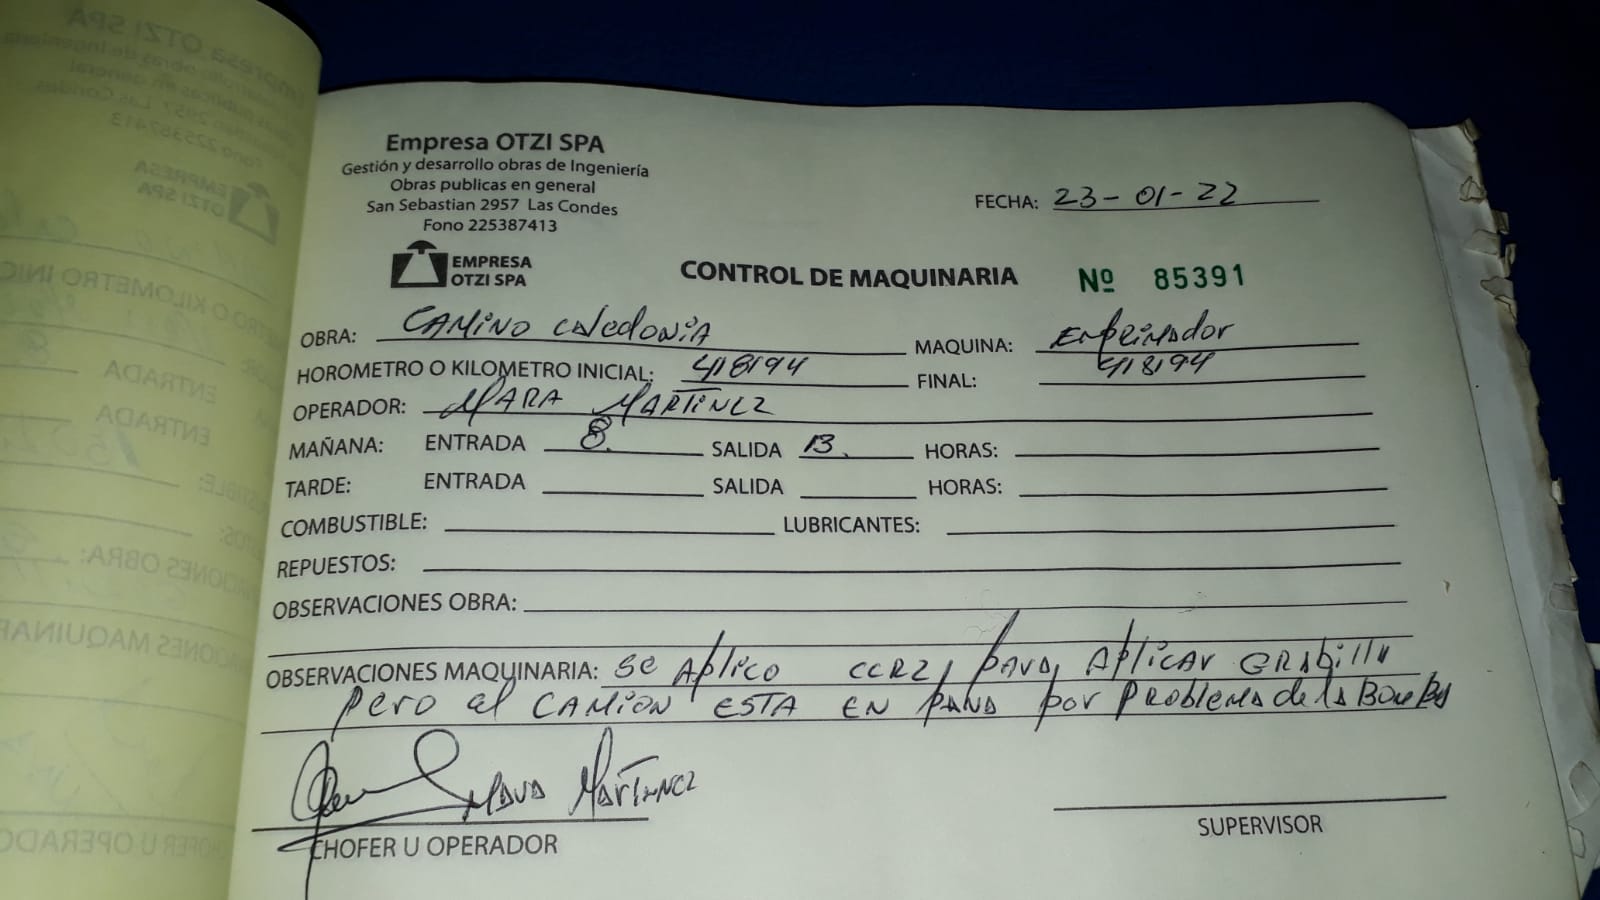 Empresa OTZI SPA
Gestión y desarrollo obras de Ingeniería
Obras publicas en general
San Sebastian 2957 Las Condes
Fono 225387413
FECHA: 23-01-22
EMPRESA
OTZI SPA
CONTROL DE MAQUINARIA Nº 85391
OBRA: CAMINO CALEDONIA MAQUINA: EMPRIMADOR
HOROMETRO O KILOMETRO INICIAL: 418194 FINAL: 418194
OPERADOR: MARA MARTINEZ
MAÑANA: ENTRADA 8. SALIDA 13. HORAS:
TARDE: ENTRADA SALIDA HORAS:
COMBUSTIBLE: LUBRICANTES:
REPUESTOS:
OBSERVACIONES OBRA:
OBSERVACIONES MAQUINARIA: Se APLICO para APLICAR GRABILLA
pero el CAMION ESTA EN PANA por Problema de la Bomba
MARA MARTINEZ
CHOFER U OPERADOR
SUPERVISOR